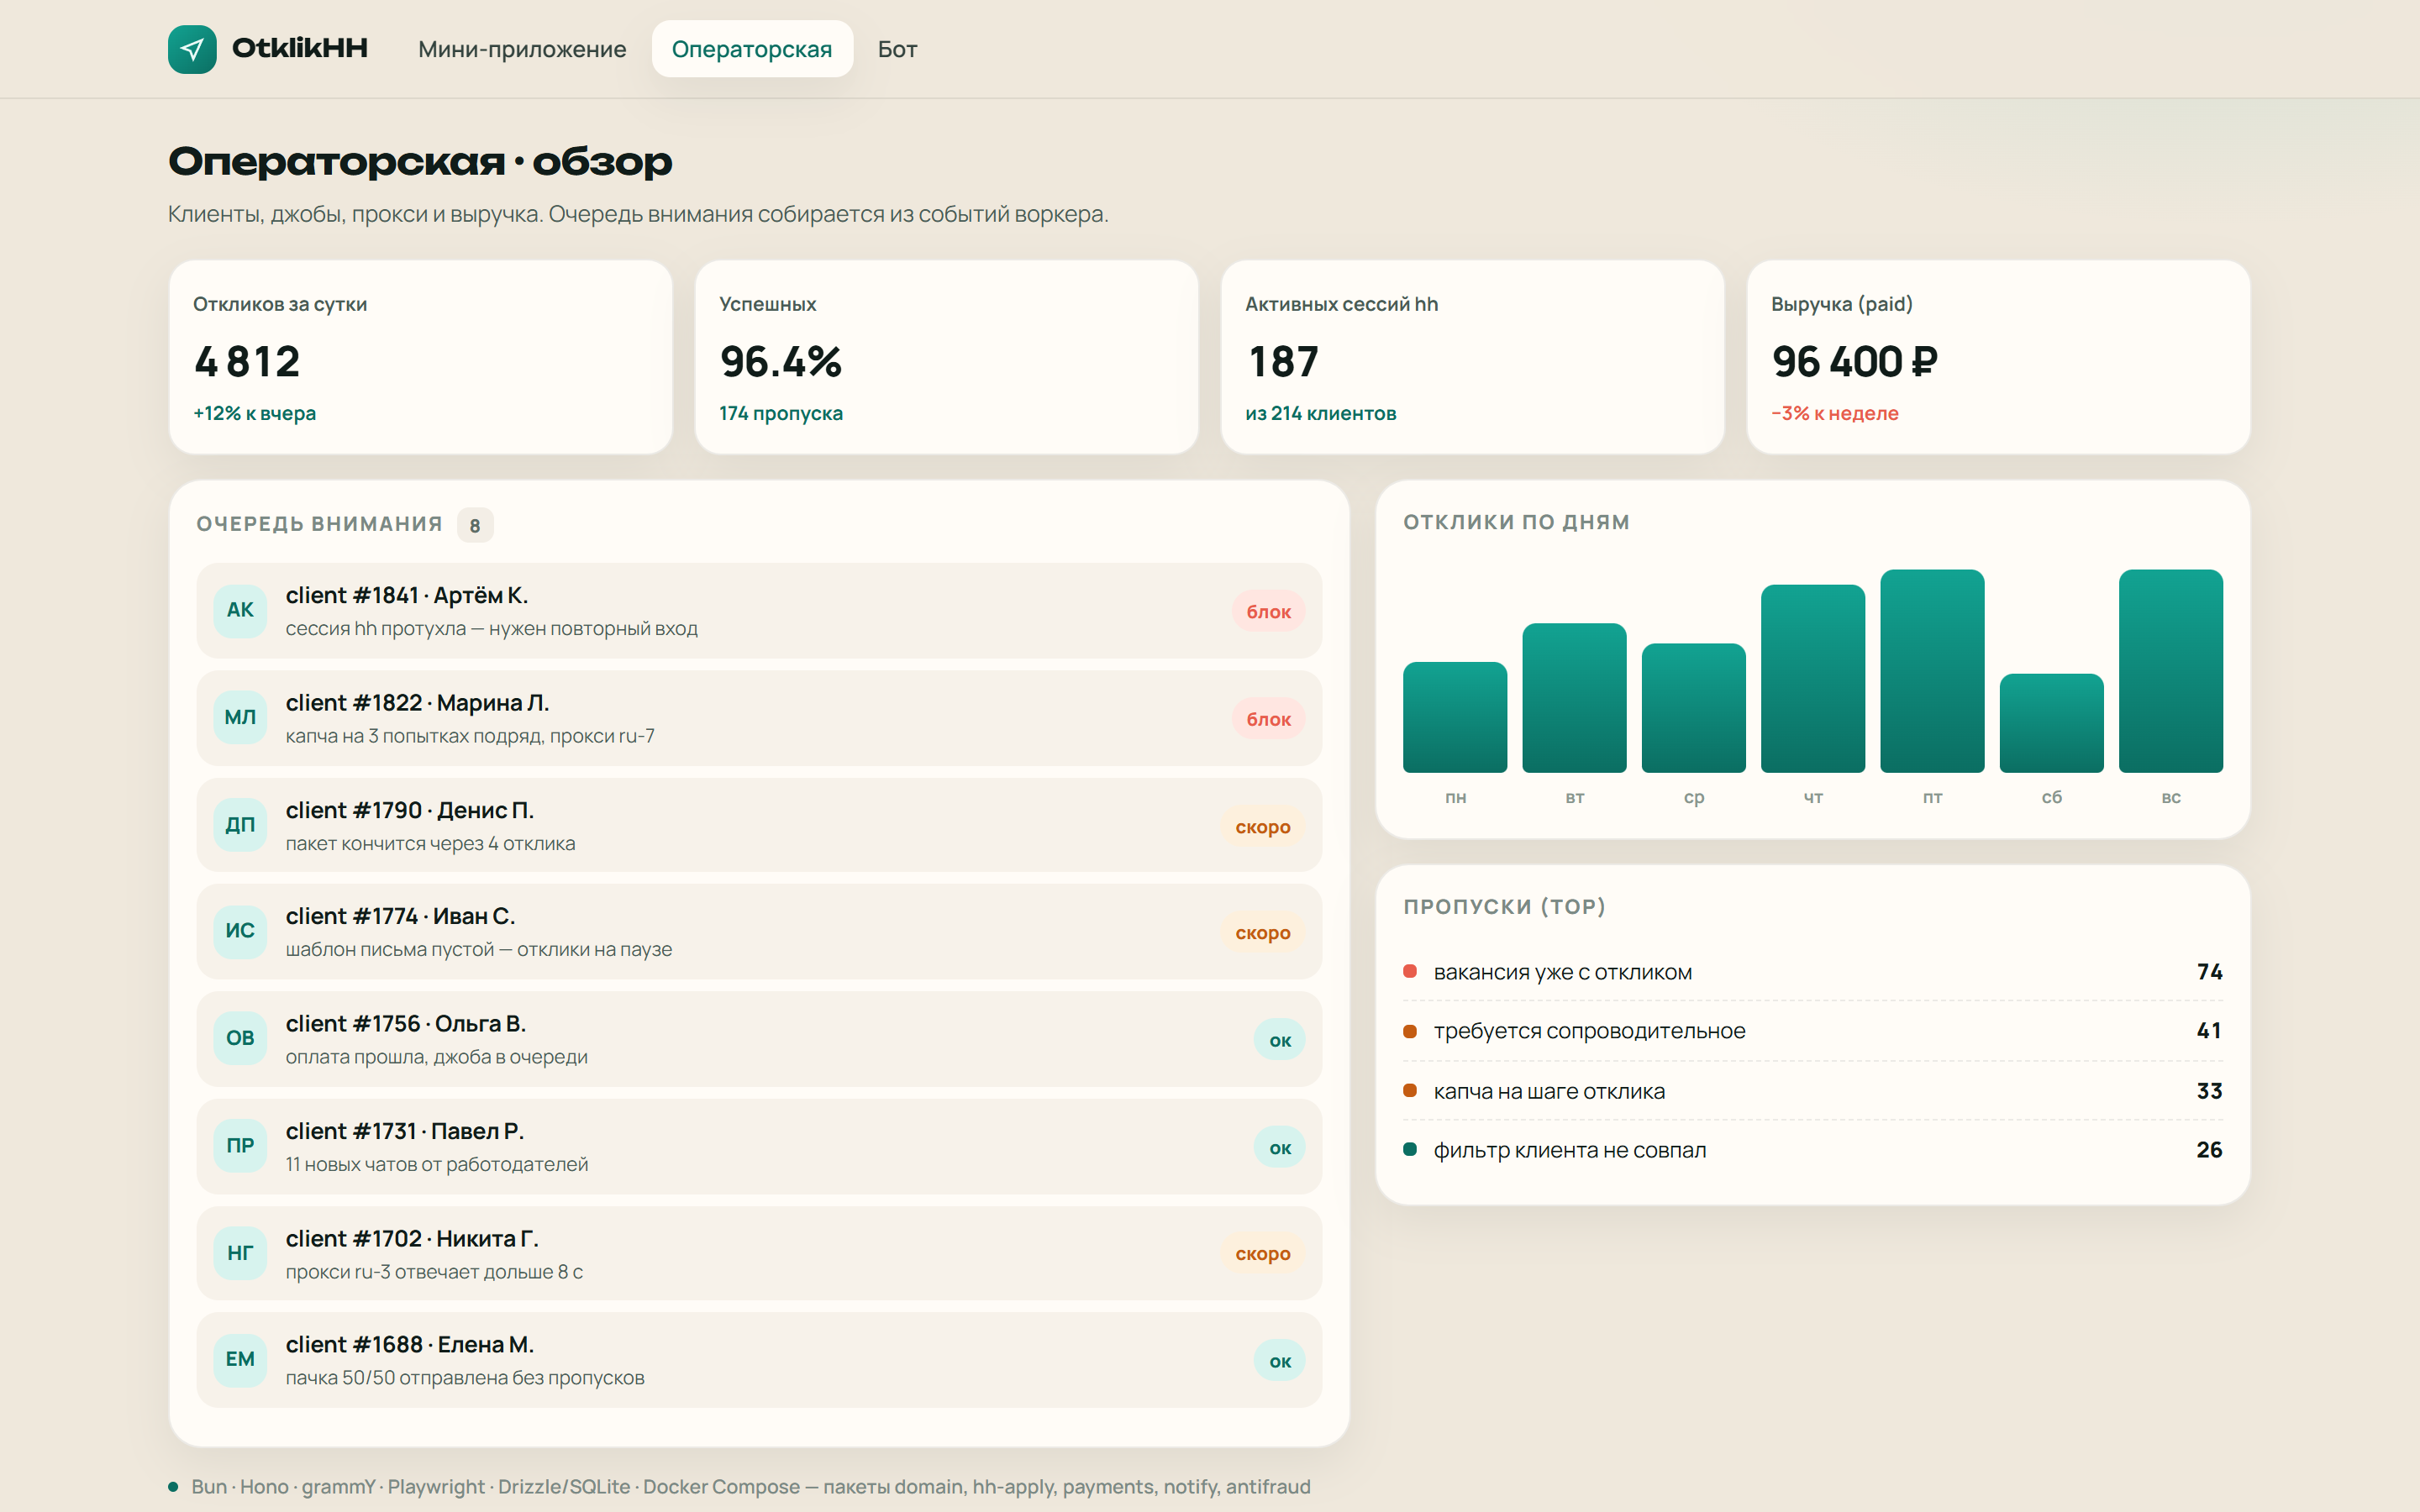 OtklikHH
Мини-приложение
Операторская
Бот
Операторская · обзор
Клиенты, джобы, прокси и выручка. Очередь внимания собирается из событий воркера.
Откликов за сутки
4 812
+12% к вчера
Успешных
96.4%
174 пропуска
Активных сессий hh
187
из 214 клиентов
Выручка (paid)
96 400 ₽
−3% к неделе
ОЧЕРЕДЬ ВНИМАНИЯ 8
АК
client #1841 · Артём К.
сессия hh протухла — нужен повторный вход
блок
МЛ
client #1822 · Марина Л.
капча на 3 попытках подряд, прокси ru-7
блок
ДП
client #1790 · Денис П.
пакет кончится через 4 отклика
скоро
ИС
client #1774 · Иван С.
шаблон письма пустой — отклики на паузе
скоро
ОВ
client #1756 · Ольга В.
оплата прошла, джоба в очереди
ок
ПР
client #1731 · Павел Р.
11 новых чатов от работодателей
ок
НГ
client #1702 · Никита Г.
прокси ru-3 отвечает дольше 8 с
скоро
ЕМ
client #1688 · Елена М.
пачка 50/50 отправлена без пропусков
ок
ОТКЛИКИ ПО ДНЯМ
пн вт ср чт пт сб вс
ПРОПУСКИ (TOP)
вакансия уже с откликом 74
требуется сопроводительное 41
капча на шаге отклика 33
фильтр клиента не совпал 26
Bun · Hono · grammY · Playwright · Drizzle/SQLite · Docker Compose — пакеты domain, hh-apply, payments, notify, antifraud